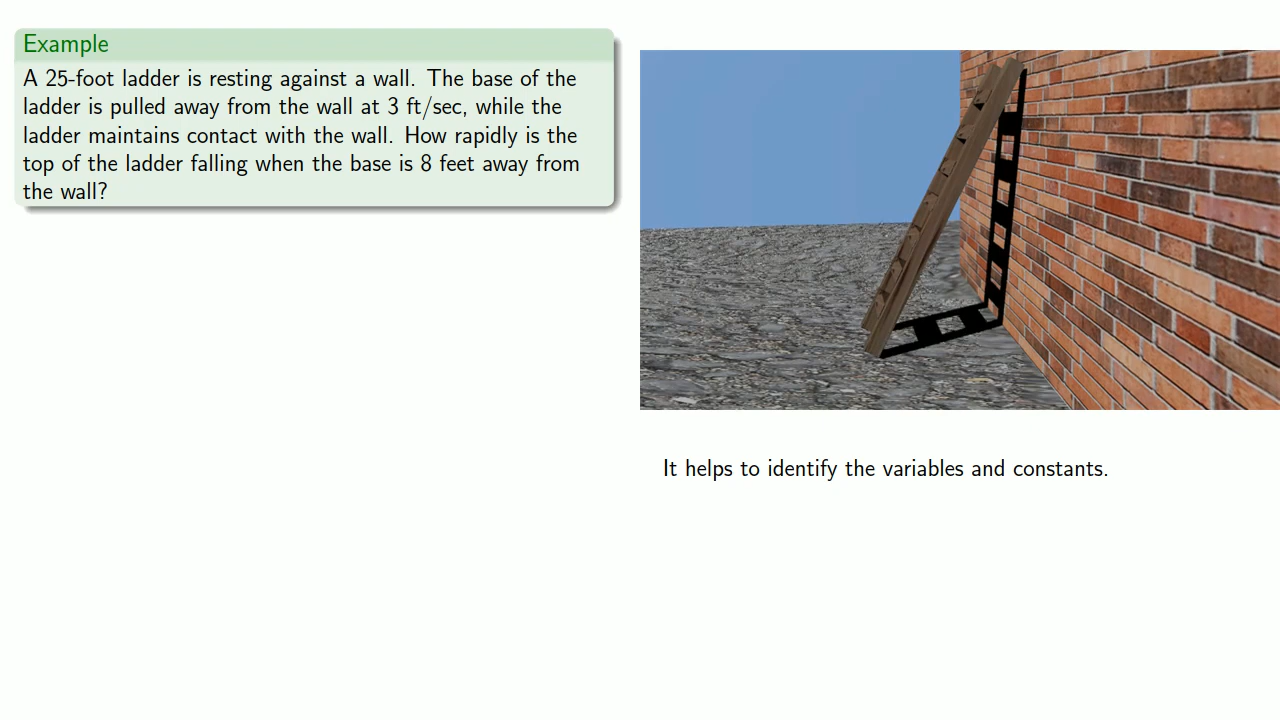 Example
A 25-foot ladder is resting against a wall. The base of the
ladder is pulled away from the wall at 3 ft/sec, while the
ladder maintains contact with the wall. How rapidly is the
top of the ladder falling when the base is 8 feet away from
the wall?
It helps to identify the variables and constants.